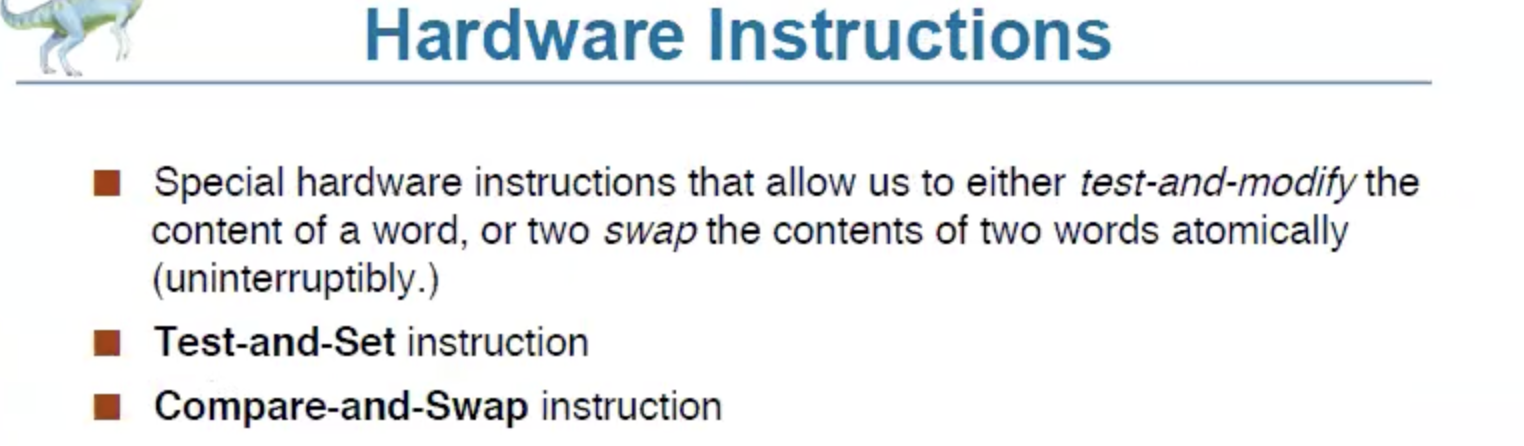 Hardware Instructions
Special hardware instructions that allow us to either test-and-modify the
content of a word, or two swap the contents of two words atomically
(uninterruptibly.)
Test-and-Set instruction
Compare-and-Swap instruction